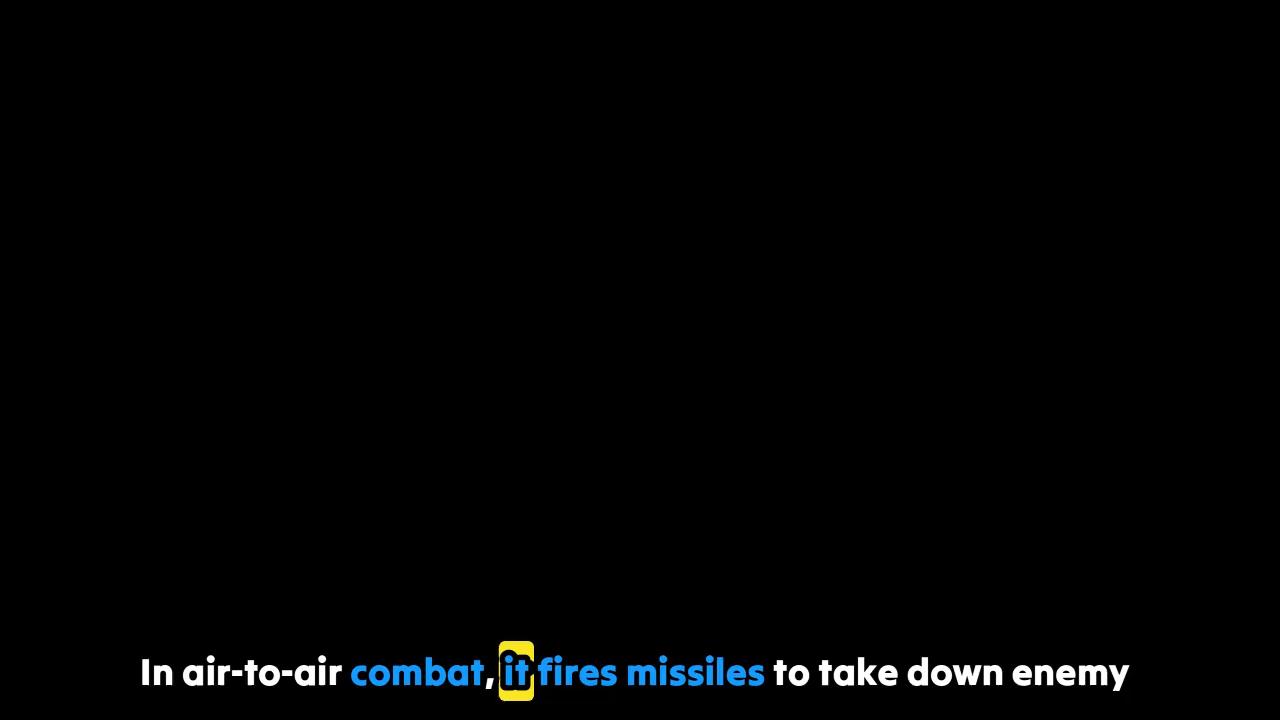 In air-to-air combat, it fires missiles to take down enemy